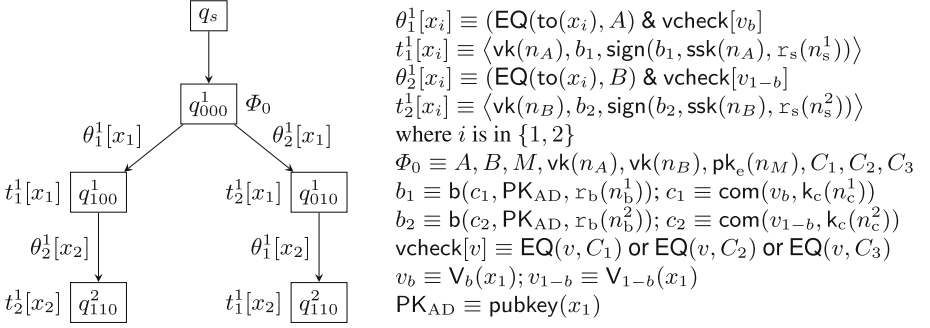 q_s
q^1_{000} Φ_0
θ^1_1[x_1] θ^1_2[x_1]
t^1_1[x_1] q^1_{100} t^1_2[x_1] q^1_{010}
θ^1_2[x_2] θ^1_1[x_2]
t^1_2[x_2] q^2_{110} t^1_1[x_2] q^2_{110}
θ^1_1[x_i] ≡ (EQ(to(x_i), A) & vcheck[v_b]
t^1_1[x_i] ≡ ⟨vk(n_A), b_1, sign(b_1, ssk(n_A), r_s(n^1_s))⟩
θ^1_2[x_i] ≡ (EQ(to(x_i), B) & vcheck[v_{1−b}]
t^1_2[x_i] ≡ ⟨vk(n_B), b_2, sign(b_2, ssk(n_B), r_s(n^2_s))⟩
where i is in {1, 2}
Φ_0 ≡ A, B, M, vk(n_A), vk(n_B), pk_e(n_M), C_1, C_2, C_3
b_1 ≡ b(c_1, PK_AD, r_b(n^1_b)); c_1 ≡ com(v_b, k_c(n^1_c))
b_2 ≡ b(c_2, PK_AD, r_b(n^2_b)); c_2 ≡ com(v_{1−b}, k_c(n^2_c))
vcheck[v] ≡ EQ(v, C_1) or EQ(v, C_2) or EQ(v, C_3)
v_b ≡ V_b(x_1); v_{1−b} ≡ V_{1−b}(x_1)
PK_AD ≡ pubkey(x_1)